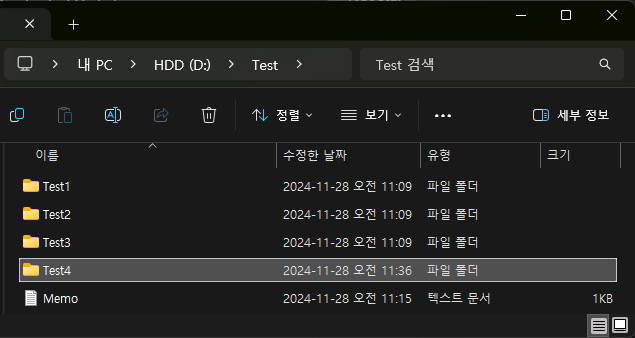 내 PC > HDD (D:) > Test >
Test 검색
정렬 보기 ··· 세부 정보
이름 수정한 날짜 유형 크기
Test1 2024-11-28 오전 11:09 파일 폴더
Test2 2024-11-28 오전 11:09 파일 폴더
Test3 2024-11-28 오전 11:09 파일 폴더
Test4 2024-11-28 오전 11:36 파일 폴더
Memo 2024-11-28 오전 11:15 텍스트 문서 1KB